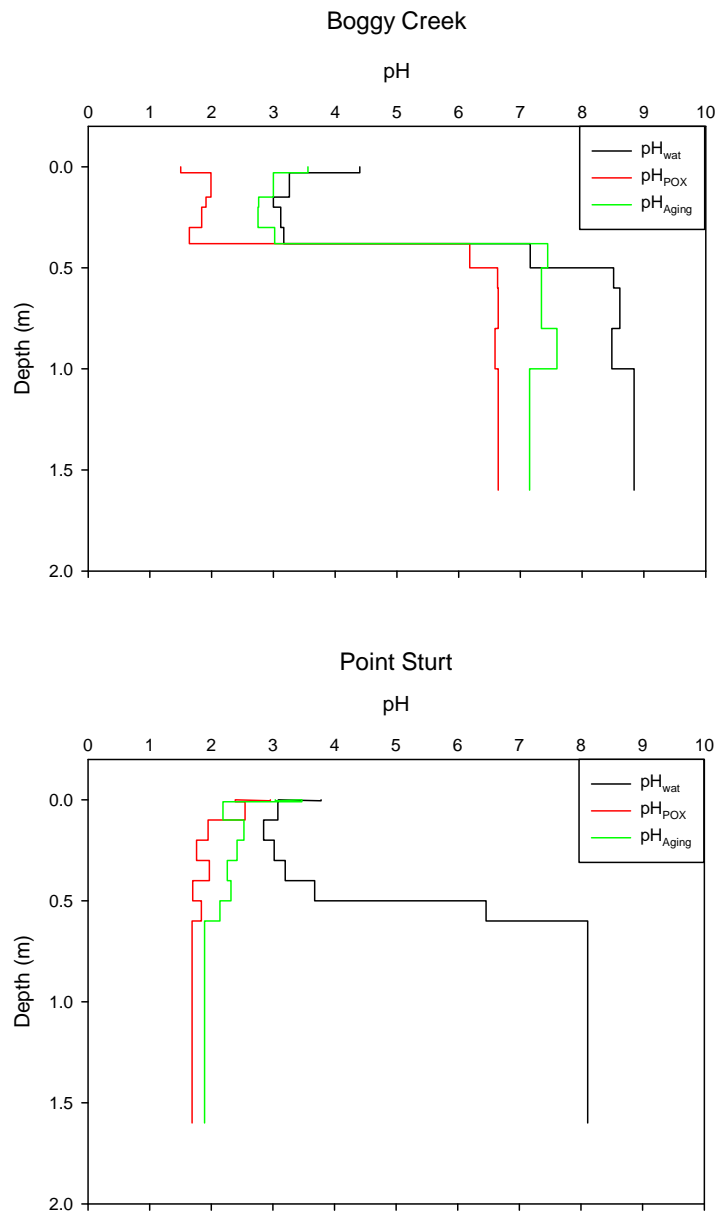 Boggy Creek
pH
0 1 2 3 4 5 6 7 8 9 10
Depth (m)
0.0
0.5
1.0
1.5
2.0
pHwat
pHPOX
pHAging
Point Sturt
pH
0 1 2 3 4 5 6 7 8 9 10
Depth (m)
0.0
0.5
1.0
1.5
2.0
pHwat
pHPOX
pHAging